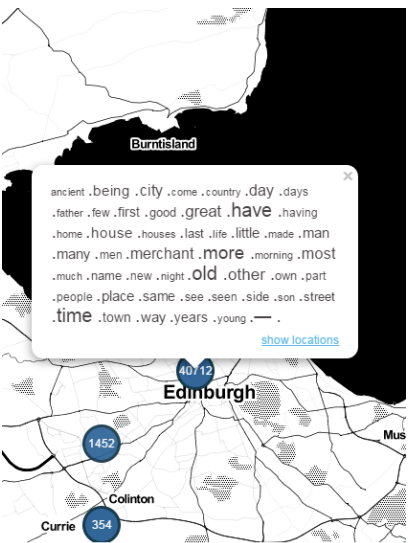 Burntisland
×
ancient .being .city .come .country .day .days
.father .few .first .good .great .have .having
.home .house .houses .last .life .little .made .man
.many .men .merchant .more .morning .most
.much .name .new .night .old .other .own .part
.people .place .same .see .seen .side .son .street
.time .town .way .years .young .— .
show locations
40712
Edinburgh
1452
Mus
Colinton
Currie 354